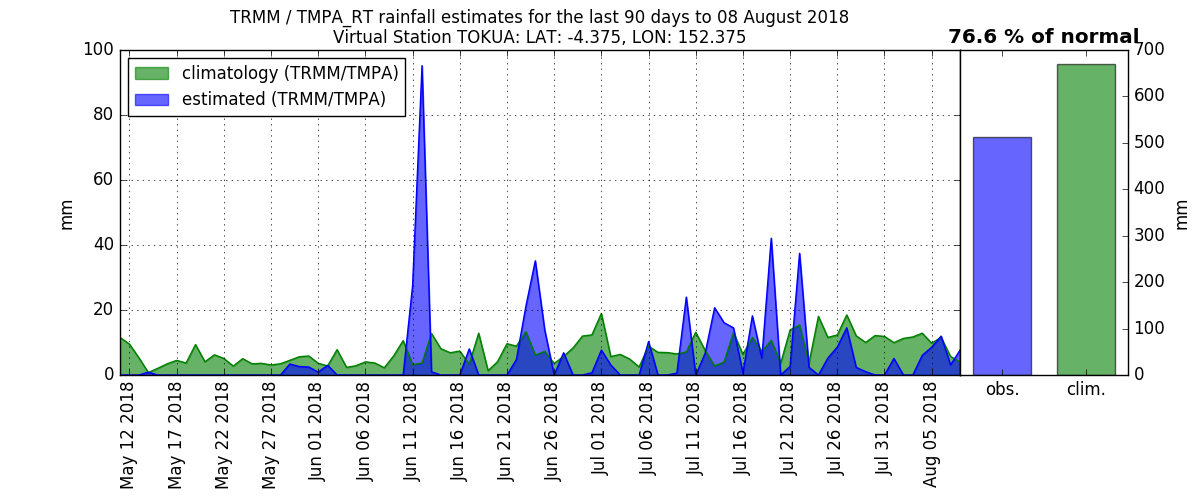 TRMM / TMPA_RT rainfall estimates for the last 90 days to 08 August 2018
Virtual Station TOKUA: LAT: -4.375, LON: 152.375
76.6 % of normal
climatology (TRMM/TMPA)
estimated (TRMM/TMPA)
100
80
60
40
20
0
mm
May 12 2018
May 17 2018
May 22 2018
May 27 2018
Jun 01 2018
Jun 06 2018
Jun 11 2018
Jun 16 2018
Jun 21 2018
Jun 26 2018
Jul 01 2018
Jul 06 2018
Jul 11 2018
Jul 16 2018
Jul 21 2018
Jul 26 2018
Jul 31 2018
Aug 05 2018
obs.
clim.
700
600
500
400
300
200
100
0
mm